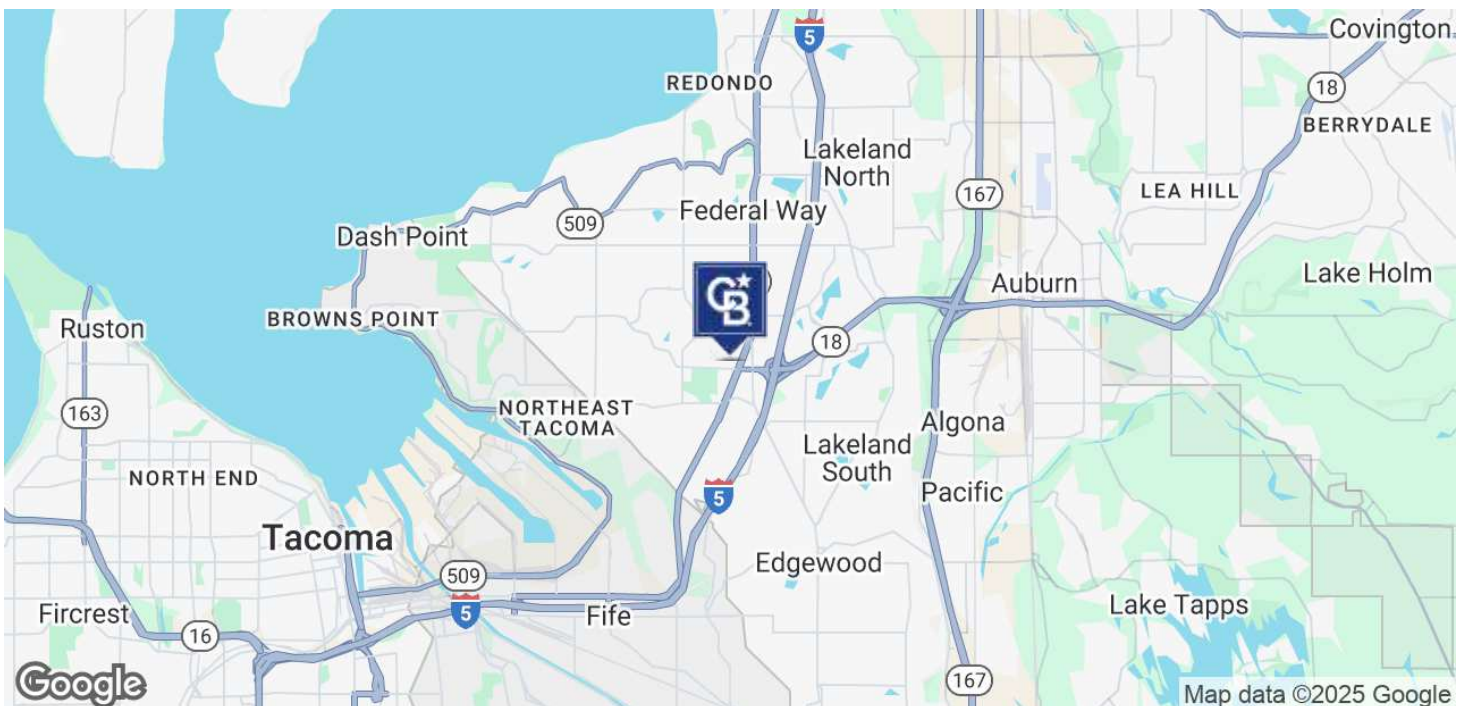 Covington
5
REDONDO
18
BERRYDALE
Lakeland
North
LEA HILL
167
Federal Way
509
Dash Point
Lake Holm
Auburn
CB
BROWNS POINT
Ruston
18
163
NORTHEAST
TACOMA
Algona
Lakeland
South
NORTH END
Pacific
5
Tacoma
Edgewood
509
Lake Tapps
5
Fife
Fircrest
16
167
Google
Map data ©2025 Google